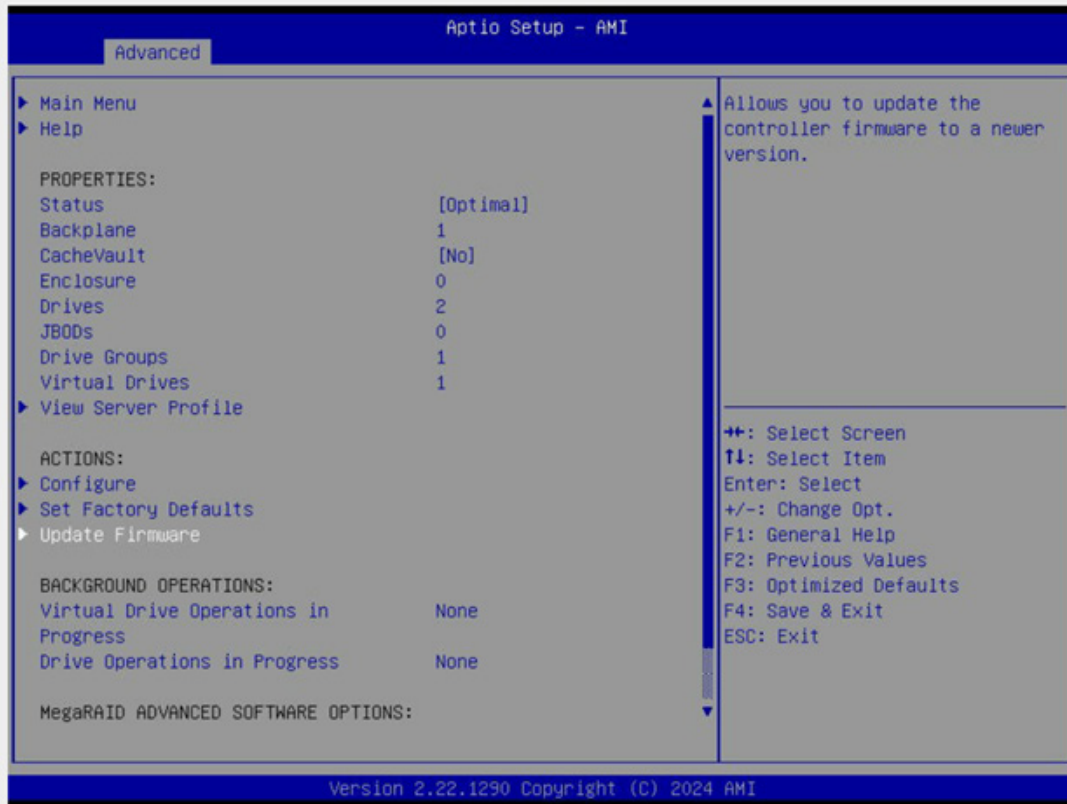 Aptio Setup - AMI
Advanced
Main Menu
Help
PROPERTIES:
Status [Optimal]
Backplane 1
CacheVault [No]
Enclosure 0
Drives 2
JBODs 0
Drive Groups 1
Virtual Drives 1
View Server Profile
ACTIONS:
Configure
Set Factory Defaults
Update Firmware
BACKGROUND OPERATIONS:
Virtual Drive Operations in None
Progress
Drive Operations in Progress None
MegaRAID ADVANCED SOFTWARE OPTIONS:
Allows you to update the
controller firmware to a newer
version.
→←: Select Screen
↑↓: Select Item
Enter: Select
+/-: Change Opt.
F1: General Help
F2: Previous Values
F3: Optimized Defaults
F4: Save & Exit
ESC: Exit
Version 2.22.1290 Copyright (C) 2024 AMI